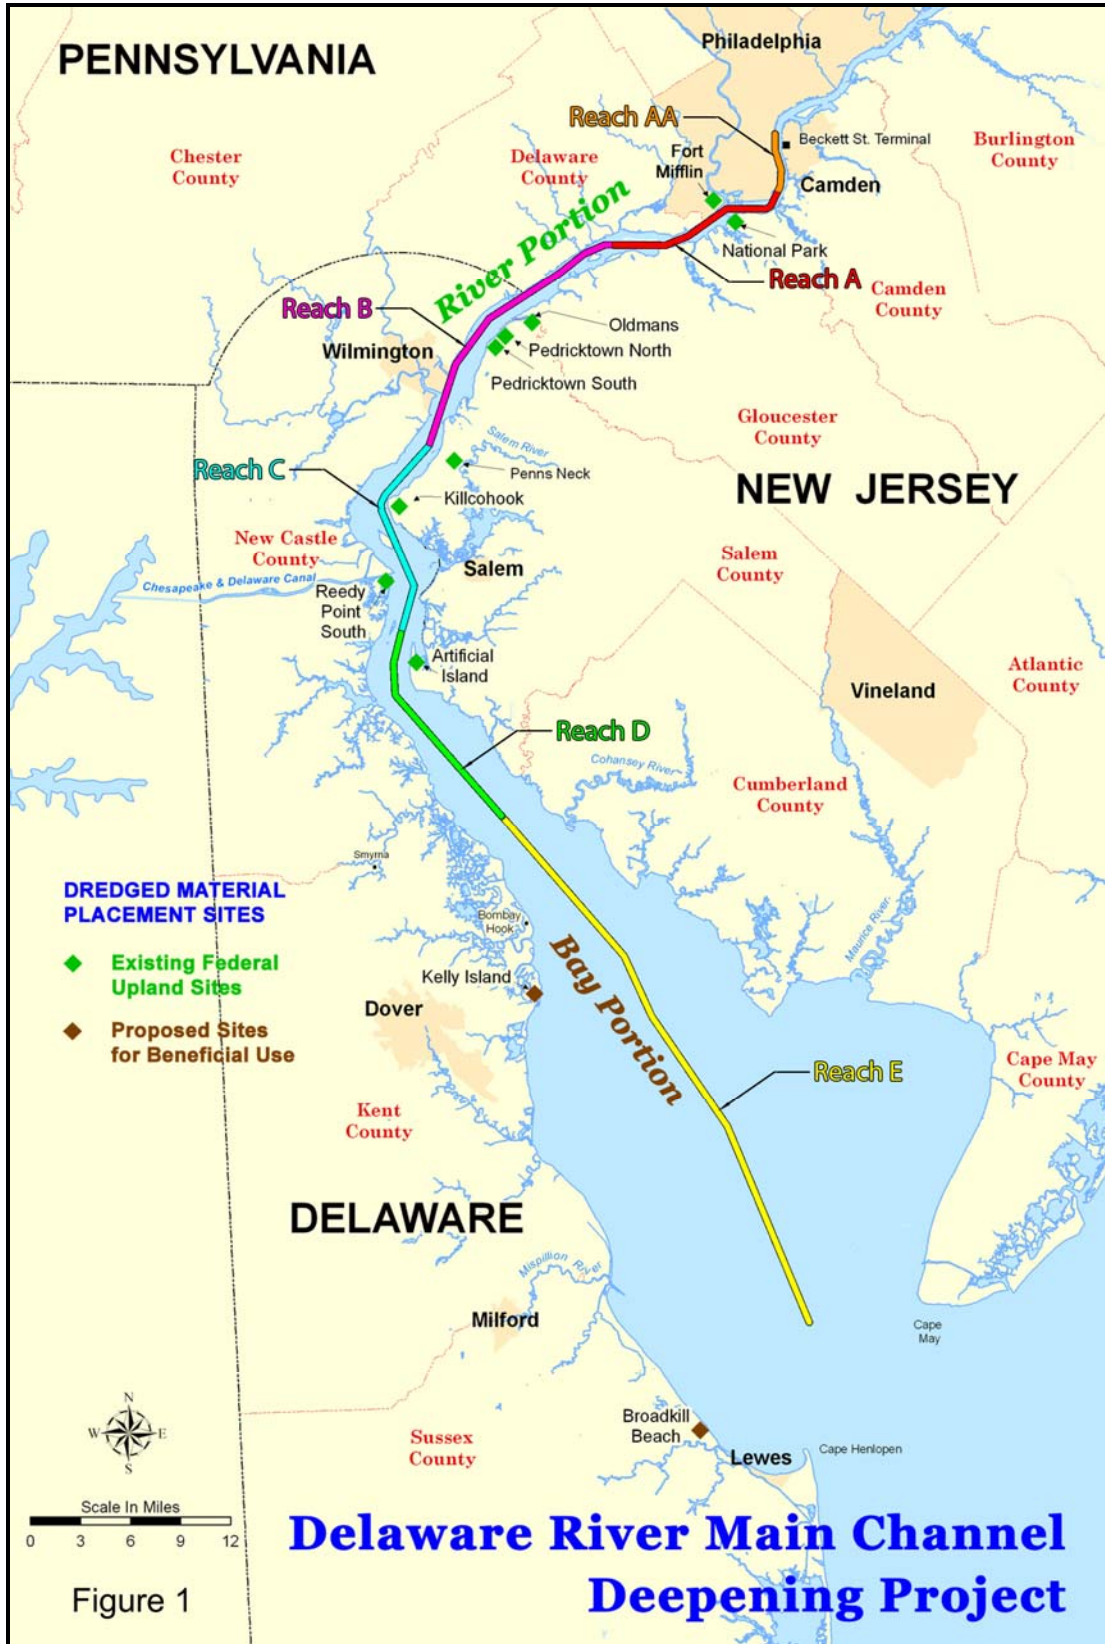 PENNSYLVANIA
Philadelphia
Reach AA
Beckett St. Terminal
Burlington
County
Chester
County
Delaware
County
Fort
Mifflin
Camden
River Portion
National Park
Reach A
Camden
County
Reach B
Oldmans
Wilmington
Pedricktown North
Pedricktown South
Gloucester
County
Salem River
Reach C
Penns Neck
NEW JERSEY
Killcohook
New Castle
County
Salem
County
Salem
Chesapeake & Delaware Canal
Reedy
Point
South
Artificial
Island
Atlantic
County
Vineland
Reach D
Cohansey River
Cumberland
County
Smyrna
DREDGED MATERIAL
PLACEMENT SITES
Bombay
Hook
Maurice River
Existing Federal
Upland Sites
Kelly Island
Bay Portion
Dover
Proposed Sites
for Beneficial Use
Cape May
County
Reach E
Kent
County
DELAWARE
Mispillion River
Milford
Cape
May
N
W E
S
Broadkill
Beach
Sussex
County
Cape Henlopen
Lewes
Scale In Miles
0 3 6 9 12
Delaware River Main Channel
Deepening Project
Figure 1